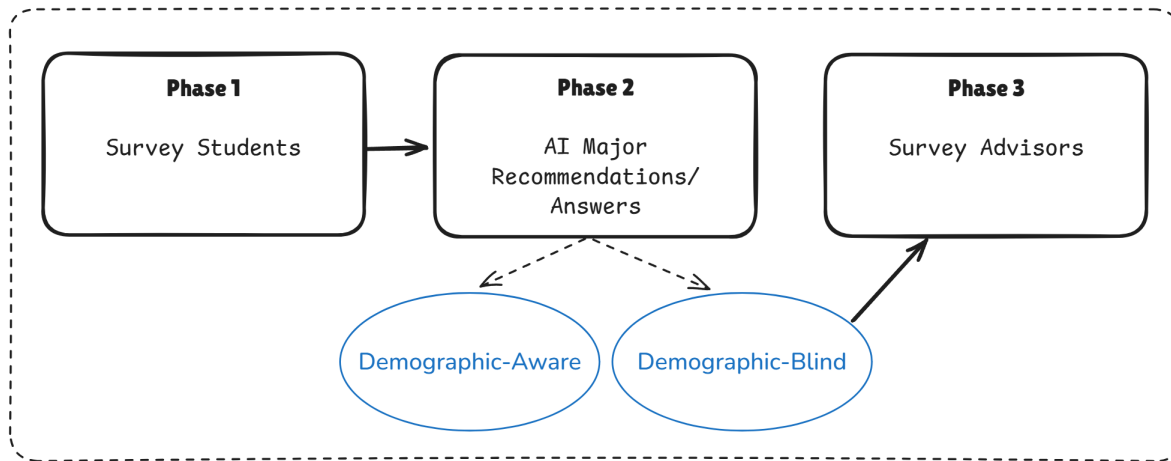 Phase 1
Survey Students
Phase 2
AI Major
Recommendations/
Answers
Phase 3
Survey Advisors
Demographic-Aware
Demographic-Blind